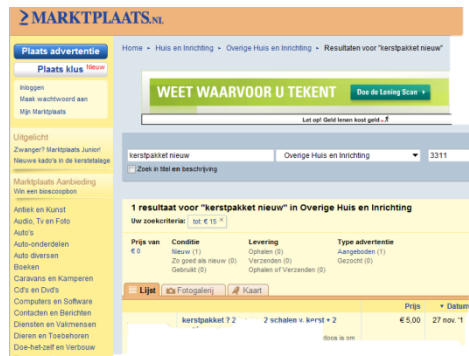 MARKTPLAATS.NL
Plaats advertentie
Plaats klus Nieuw
Inloggen
Maak wachtwoord aan
Mijn Marktplaats
Uitgelicht
Zwanger? Marktplaats Junior!
Nieuwe kado's in de kerstetalage
Marktplaats Aanbieding
Win een bioscoopbon
Antiek en Kunst
Audio, Tv en Foto
Auto's
Auto-onderdelen
Auto diversen
Boeken
Caravans en Kamperen
Cd's en Dvd's
Computers en Software
Contacten en Berichten
Diensten en Vakmensen
Dieren en Toebehoren
Doe-het-zelf en Verbouw
Home Huis en Inrichting Overige Huis en Inrichting Resultaten voor "kerstpakket nieuw"
WEET WAARVOOR U TEKENT Doe de Lening Scan
Let op! Geld lenen kost geld
kerstpakket nieuw Overige Huis en Inrichting 3311
Zoek in titel en beschrijving
1 resultaat voor "kerstpakket nieuw" in Overige Huis en Inrichting
Uw zoekcriteria: tot: € 15 ×
Prijs van Conditie Levering Type advertentie
€ 0 Nieuw (1) Ophalen (0) Aangeboden (1)
Zo goed als nieuw (0) Verzenden (0) Gezocht (0)
Gebruikt (0) Ophalen of Verzenden (0)
Lijst Fotogalerij Kaart
Prijs Datum
kerstpakket ? 2 2 schalen v. kerst + 2 € 5,00 27 nov.
doos is om